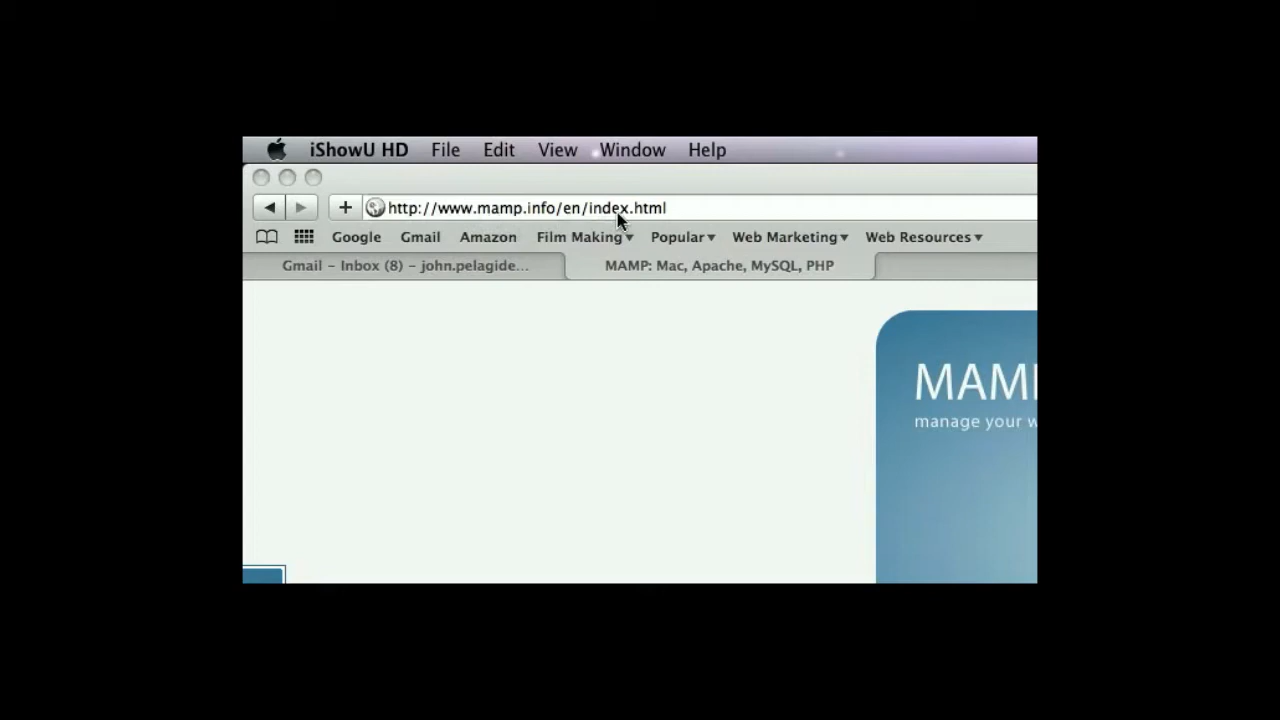 iShowU HD File Edit View Window Help
http://www.mamp.info/en/index.html
Google Gmail Amazon Film Making▾ Popular▾ Web Marketing▾ Web Resources▾
Gmail – Inbox (8) – john.pelagide... MAMP: Mac, Apache, MySQL, PHP
MAMP
manage your w